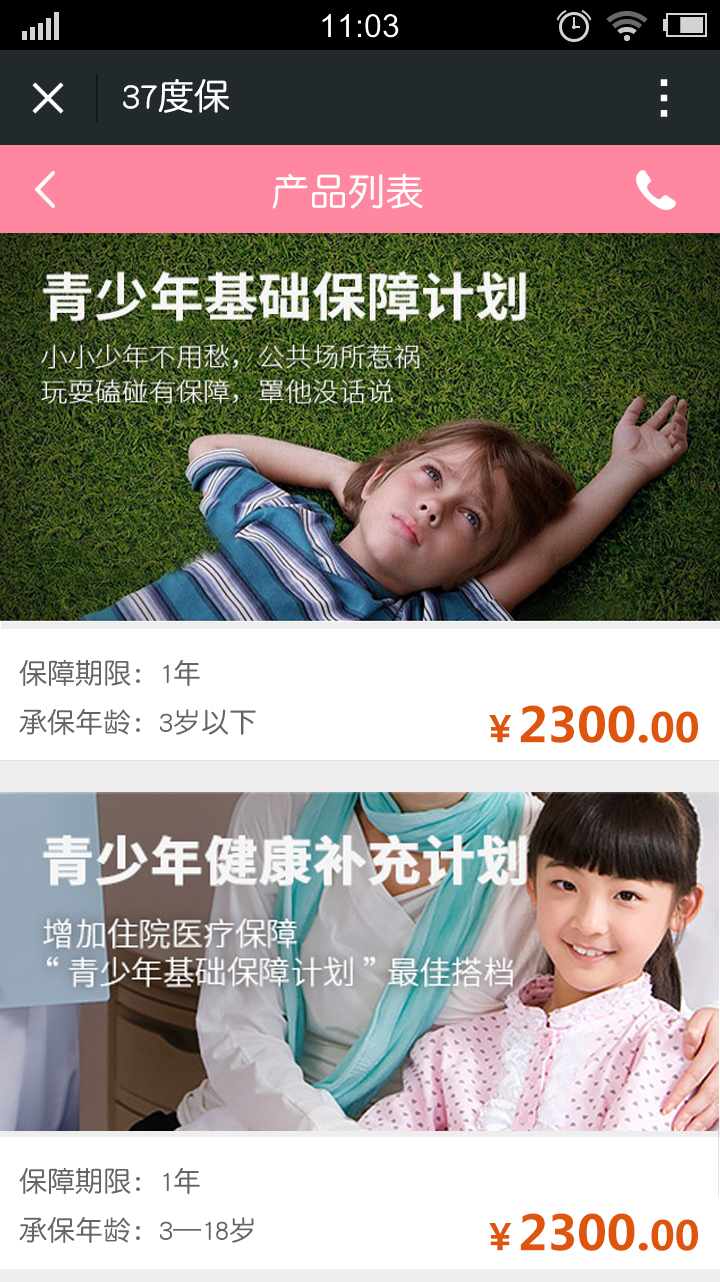 11:03
37度保
产品列表
青少年基础保障计划
小小少年不用愁，公共场所惹祸
玩耍磕碰有保障，罩他没话说
保障期限：1年
承保年龄：3岁以下
¥2300.00
青少年健康补充计划
增加住院医疗保障
“青少年基础保障计划”最佳搭档
保障期限：1年
承保年龄：3—18岁
¥2300.00